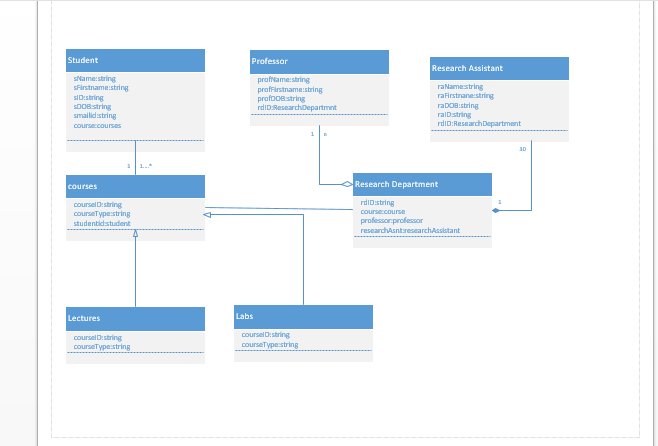 Student
sName:string
sFirstname:string
sID:string
sDOB:string
smailid:string
course:courses
Professor
profName:string
profFirstname:string
profDOB:string
rdID:ResearchDepartmnt
Research Assistant
raName:string
raFirstname:string
raDOB:string
raID:string
rdID:ResearchDepartment
1
1...*
1
30
courses
courseID:string
courseType:string
studentid:student
Research Department
rdID:string
course:course
professor:professor
researchAsnt:researchAssistant
1
Lectures
courseID:string
courseType:string
Labs
courseID:string
courseType:string